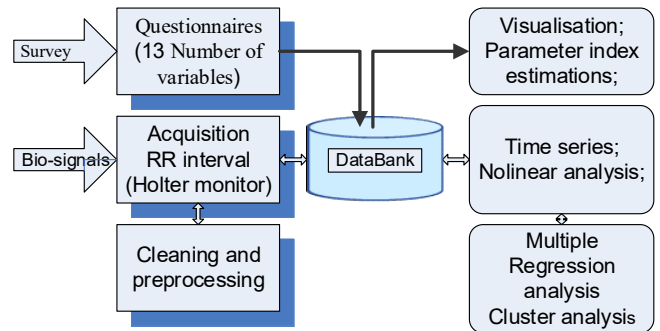 Survey
Questionnaires
(13 Number of
variables)
Visualisation;
Parameter index
estimations;
Bio-signals
Acquisition
RR interval
(Holter monitor)
DataBank
Time series;
Nolinear analysis;
Cleaning and
preprocessing
Multiple
Regression
analysis
Cluster analysis